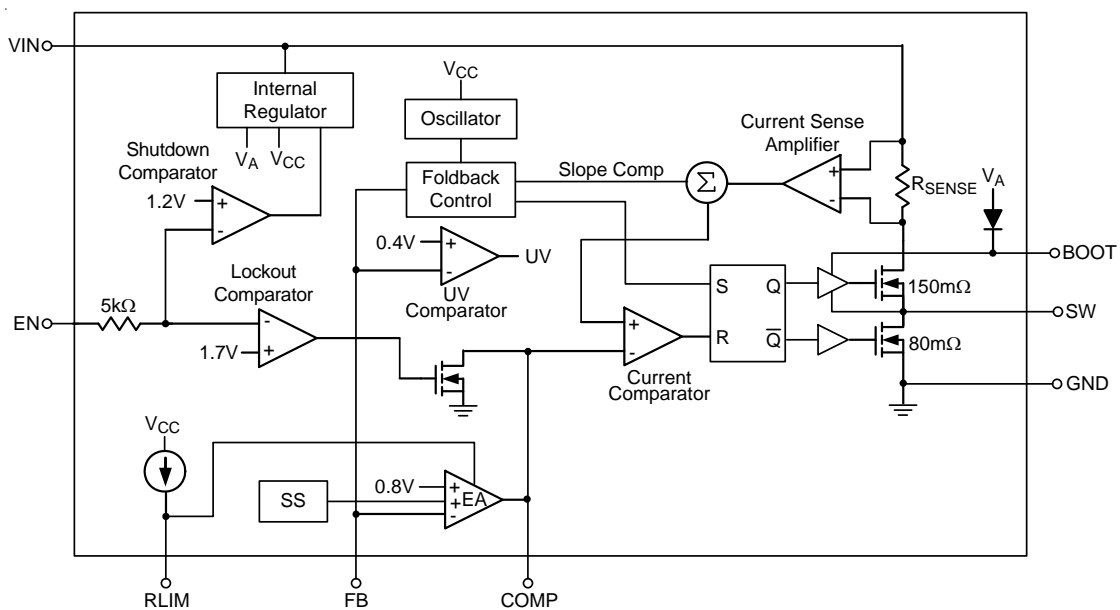 VIN
Internal
Regulator
VA
VCC
Shutdown
Comparator
1.2V
+
-
VCC
Oscillator
Foldback
Control
Slope Comp
Σ
Current Sense
Amplifier
+
-
RSENSE
VA
BOOT
0.4V
+
-
UV
UV
Comparator
Lockout
Comparator
5kΩ
EN
-
1.7V
+
+
-
Current
Comparator
S
Q
R
Q
150mΩ
SW
80mΩ
GND
VCC
SS
0.8V
+
+
-
EA
RLIM
FB
COMP